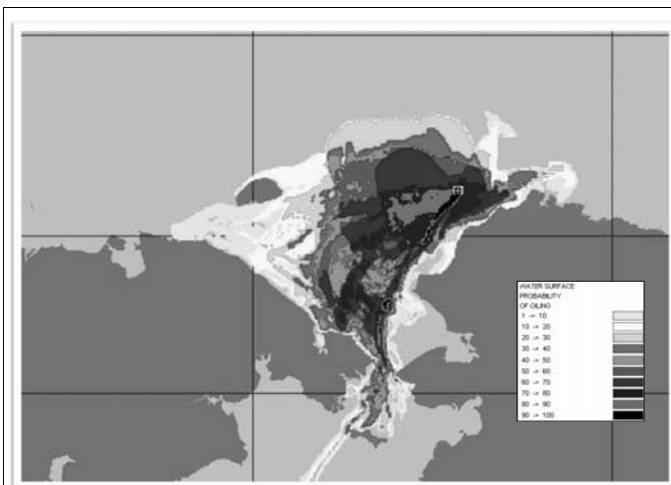 WATER SURFACE
PROBABILITY
OF OILING
1 -> 10
10 -> 20
20 -> 30
30 -> 40
40 -> 50
50 -> 60
60 -> 70
70 -> 80
80 -> 90
90 -> 100